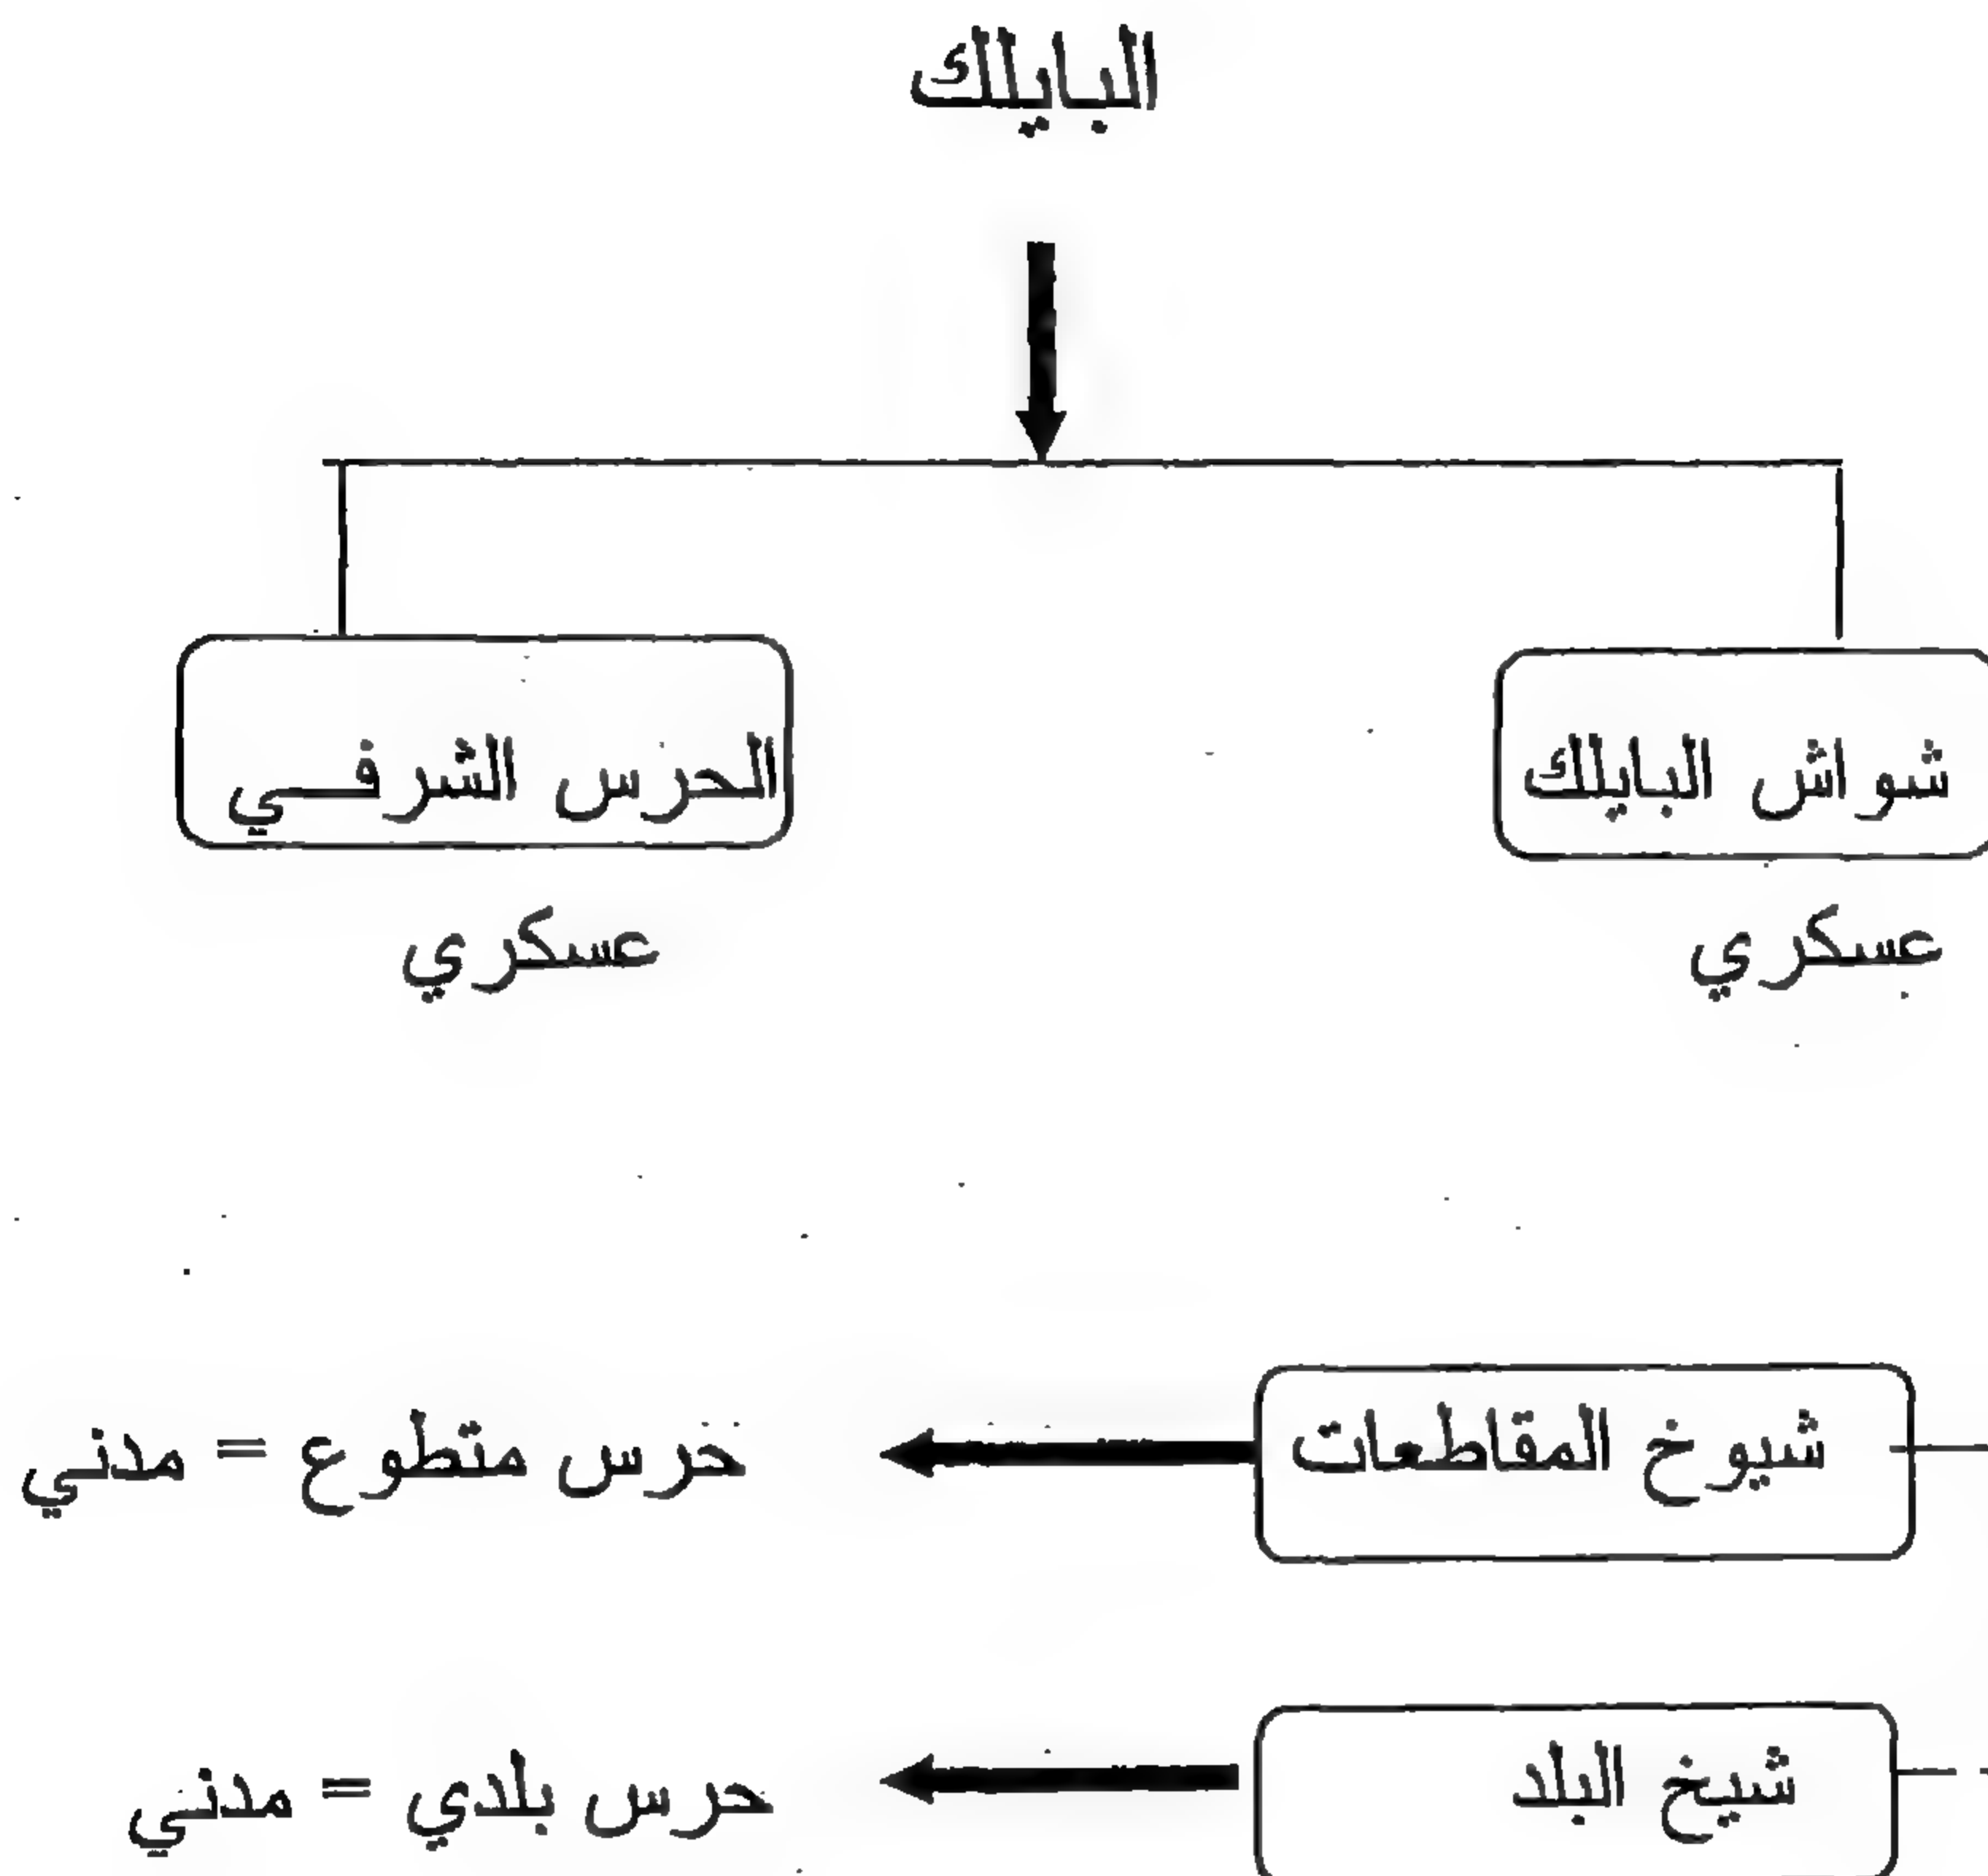 البايلك
شواش البايلك
الحرس الشرفي
عسكري
عسكري
شيوخ المقاطعات
حرس متطوع = مدني
شيخ البلد
حرس بلدي = مدني